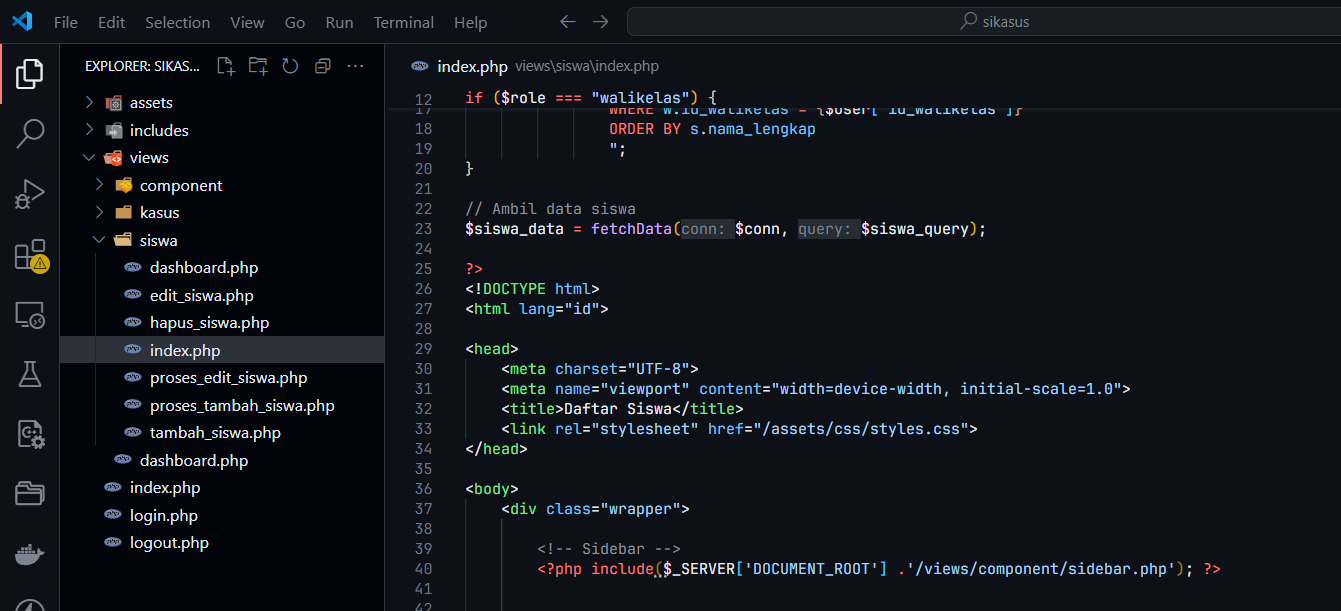 File Edit Selection View Go Run Terminal Help
sikasus
EXPLORER: SIKAS...
assets
includes
views
component
kasus
siswa
dashboard.php
edit_siswa.php
hapus_siswa.php
index.php
proses_edit_siswa.php
proses_tambah_siswa.php
tambah_siswa.php
dashboard.php
index.php
login.php
logout.php
php index.php views\siswa\index.php
12 if ($role === "walikelas") {
17 WHERE w.id_walikelas = {$user['id_walikelas']}
18 ORDER BY s.nama_lengkap
19 ";
20 }
21
22 // Ambil data siswa
23 $siswa_data = fetchData(conn: $conn, query: $siswa_query);
24
25 ?>
26 <!DOCTYPE html>
27 <html lang="id">
28
29 <head>
30 <meta charset="UTF-8">
31 <meta name="viewport" content="width=device-width, initial-scale=1.0">
32 <title>Daftar Siswa</title>
33 <link rel="stylesheet" href="/assets/css/styles.css">
34 </head>
35
36 <body>
37 <div class="wrapper">
38
39 <!-- Sidebar -->
40 <?php include($_SERVER['DOCUMENT_ROOT'] .'/views/component/sidebar.php'); ?>
41
42